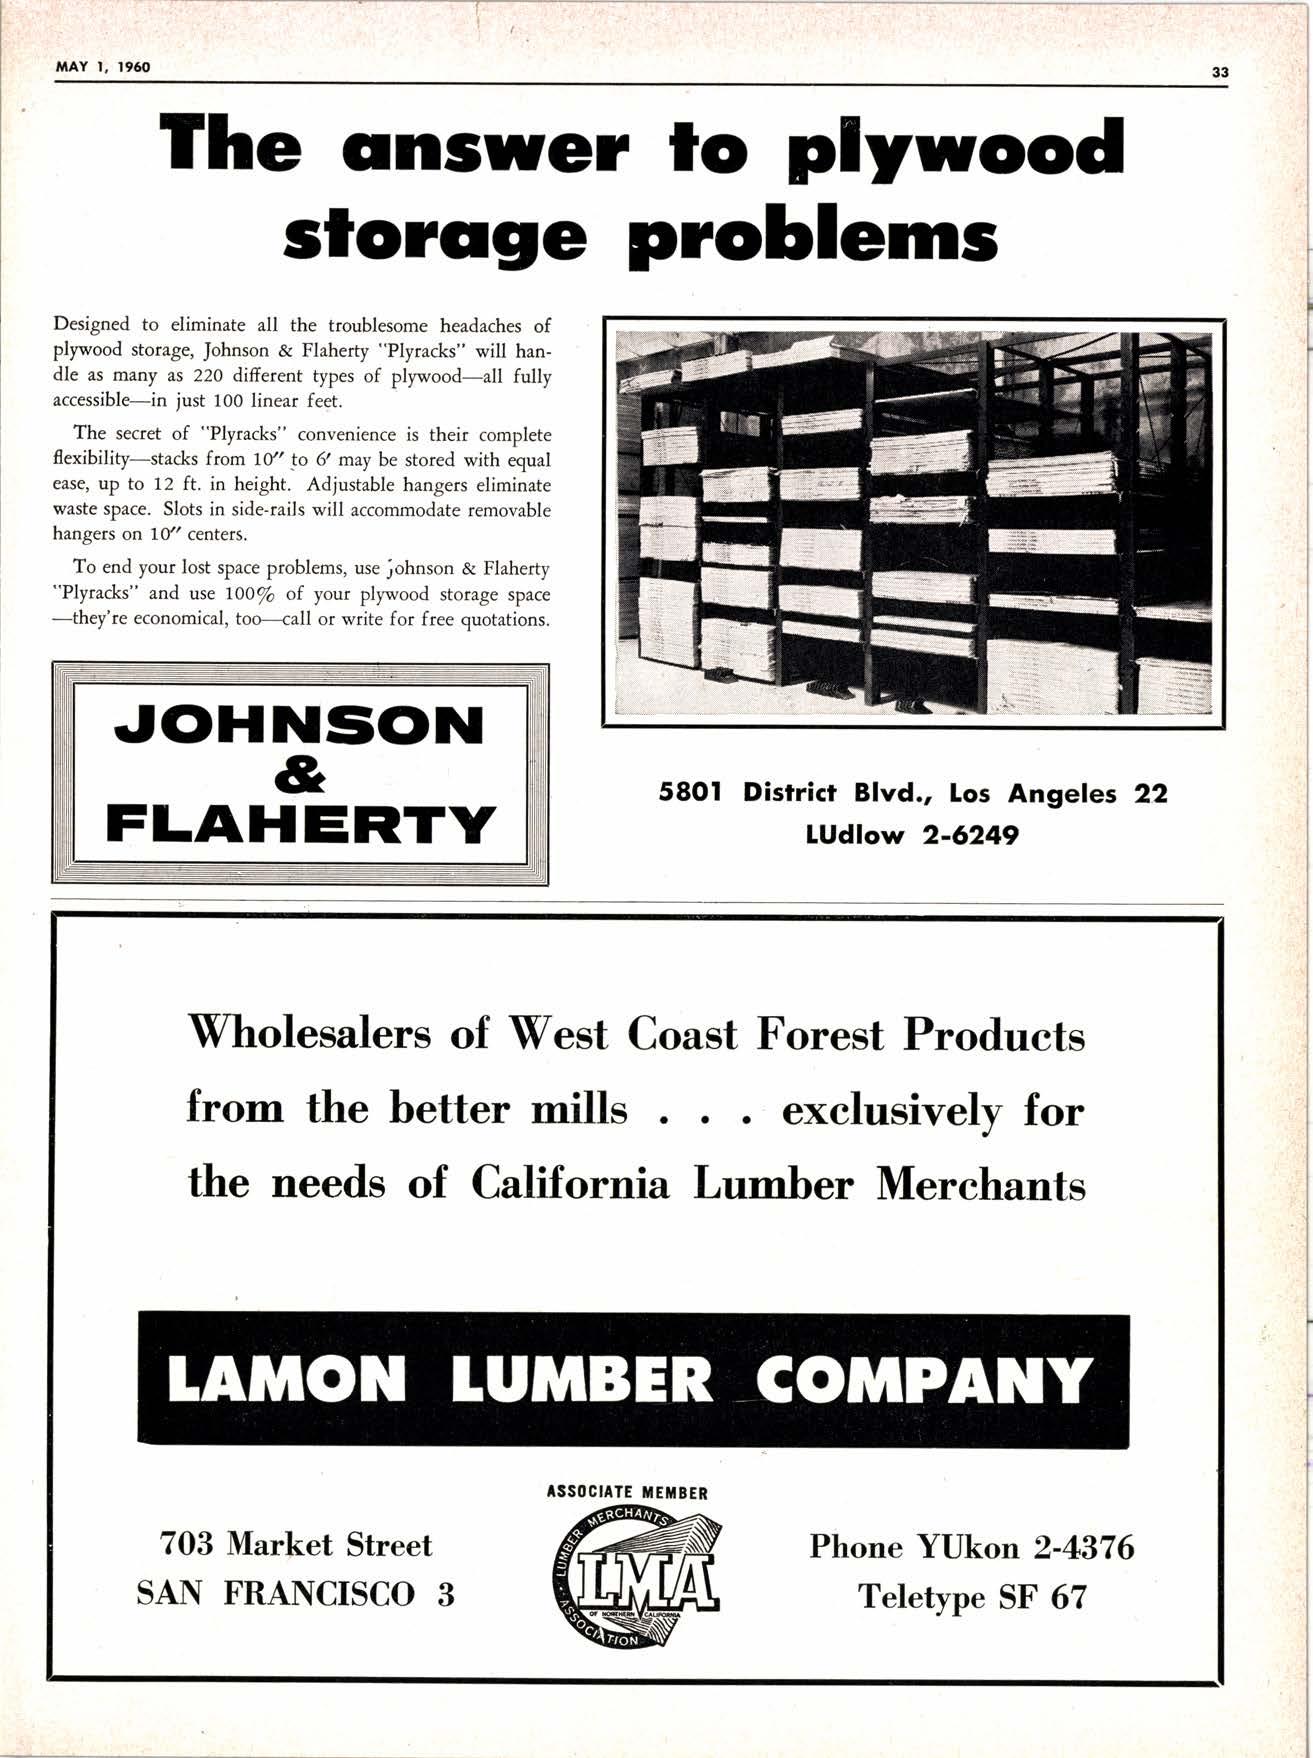 MAY 1, 1960
33
The answer to plywood
storage problems
Designed to eliminate all the troublesome headaches of
plywood storage, Johnson & Flaherty "Plyracks" will han-
dle as many as 220 different types of plywood—all fully
accessible—in just 100 linear feet.
The secret of "Plyracks" convenience is their complete
flexibility—stacks from 10" to 6' may be stored with equal
ease, up to 12 ft. in height. Adjustable hangers eliminate
waste space. Slots in side-rails will accommodate removable
hangers on 10" centers.
To end your lost space problems, use Johnson & Flaherty
"Plyracks" and use 100% of your plywood storage space
—they're economical, too—call or write for free quotations.
JOHNSON
&
FLAHERTY
5801 District Blvd., Los Angeles 22
LUdlow 2-6249
Wholesalers of West Coast Forest Products
from the better mills . . . exclusively for
the needs of California Lumber Merchants
LAMON LUMBER COMPANY
703 Market Street
SAN FRANCISCO 3
ASSOCIATE MEMBER
LUMBER MERCHANTS
LMA
OF NORTHERN CALIFORNIA
ASSOCIATION
Phone YUkon 2-4376
Teletype SF 67